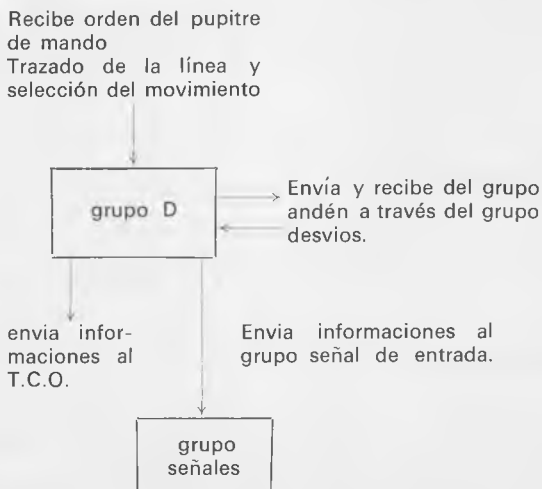 Recibe orden del pupitre
de mando
Trazado de la línea y
selección del movimiento
grupo D
Envía y recibe del grupo
andén a través del grupo
desvios.
envia infor-
maciones al
T.C.O.
Envia informaciones al
grupo señal de entrada.
grupo
señales